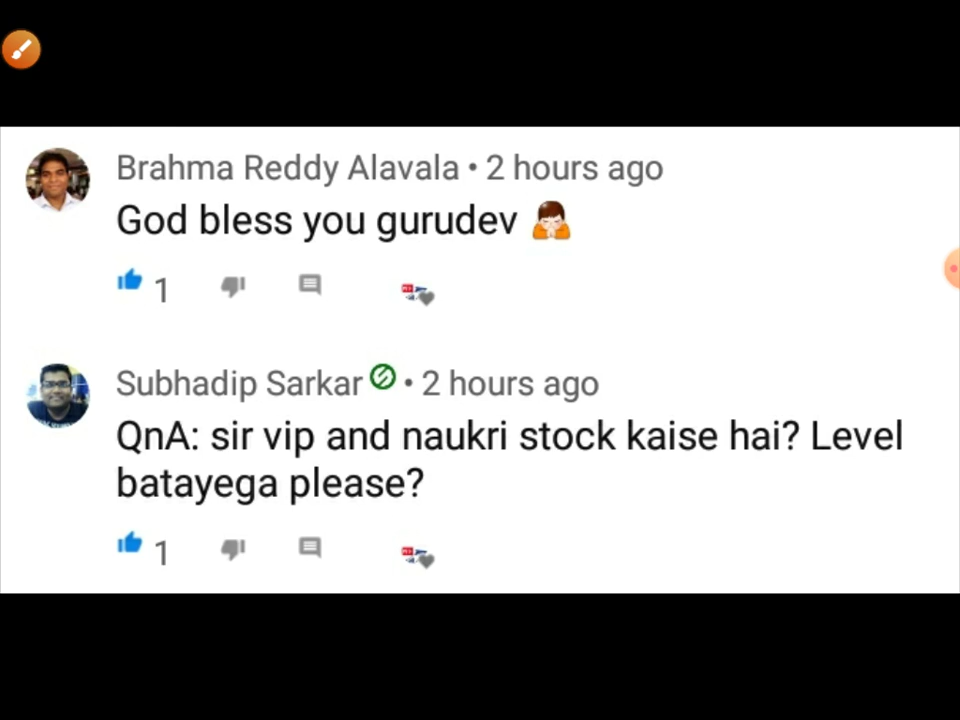 Brahma Reddy Alavala • 2 hours ago
God bless you gurudev 🙏
1
Subhadip Sarkar • 2 hours ago
QnA: sir vip and naukri stock kaise hai? Level
batayega please?
1